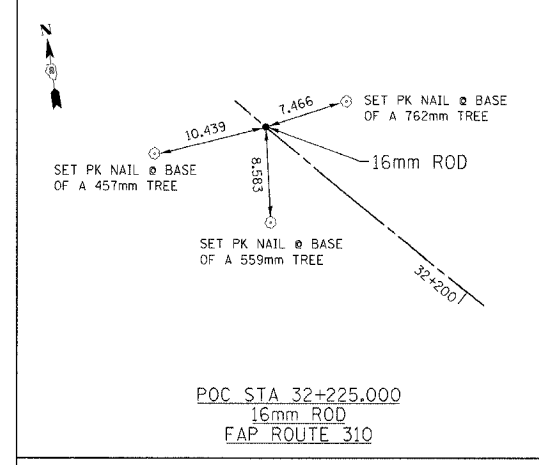 N
7.466
SET PK NAIL @ BASE
OF A 762mm TREE
10.439
16mm ROD
8.583
SET PK NAIL @ BASE
OF A 457mm TREE
SET PK NAIL @ BASE
OF A 559mm TREE
32+200
POC STA 32+225.000
16mm ROD
FAP ROUTE 310